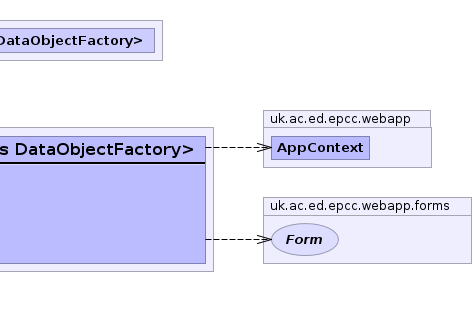 DataObjectFactory>
uk.ac.ed.epcc.webapp
AppContext
s DataObjectFactory>
uk.ac.ed.epcc.webapp.forms
Form